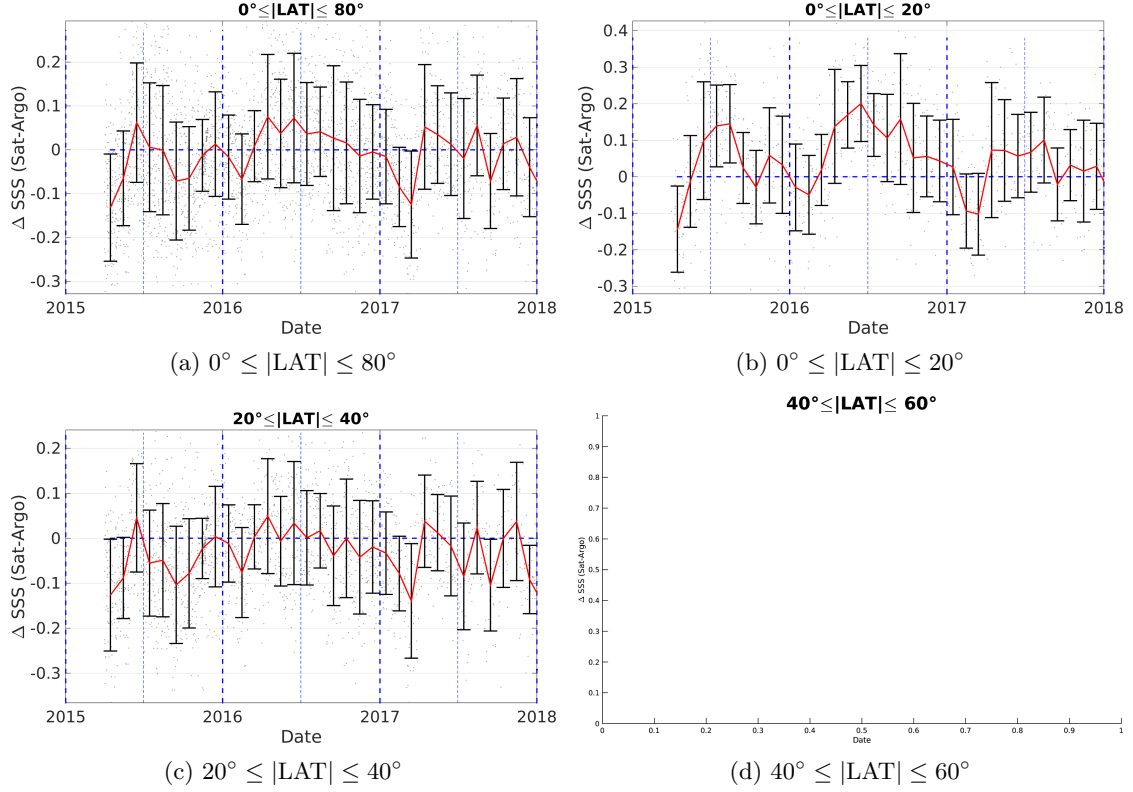 0°≤|LAT|≤ 80°
0.2
0.1
0
-0.1
-0.2
-0.3
Δ SSS (Sat-Argo)
2015 2016 2017 2018
Date
(a) 0° ≤ |LAT| ≤ 80°
0°≤|LAT|≤ 20°
0.4
0.3
0.2
0.1
0
-0.1
-0.2
-0.3
Δ SSS (Sat-Argo)
2015 2016 2017 2018
Date
(b) 0° ≤ |LAT| ≤ 20°
20°≤|LAT|≤ 40°
0.2
0.1
0
-0.1
-0.2
-0.3
Δ SSS (Sat-Argo)
2015 2016 2017 2018
Date
(c) 20° ≤ |LAT| ≤ 40°
40°≤|LAT|≤ 60°
1
0.9
0.8
0.7
0.6
0.5
0.4
0.3
0.2
0.1
0
Δ SSS (Sat-Argo)
0 0.1 0.2 0.3 0.4 0.5 0.6 0.7 0.8 0.9 1
Date
(d) 40° ≤ |LAT| ≤ 60°